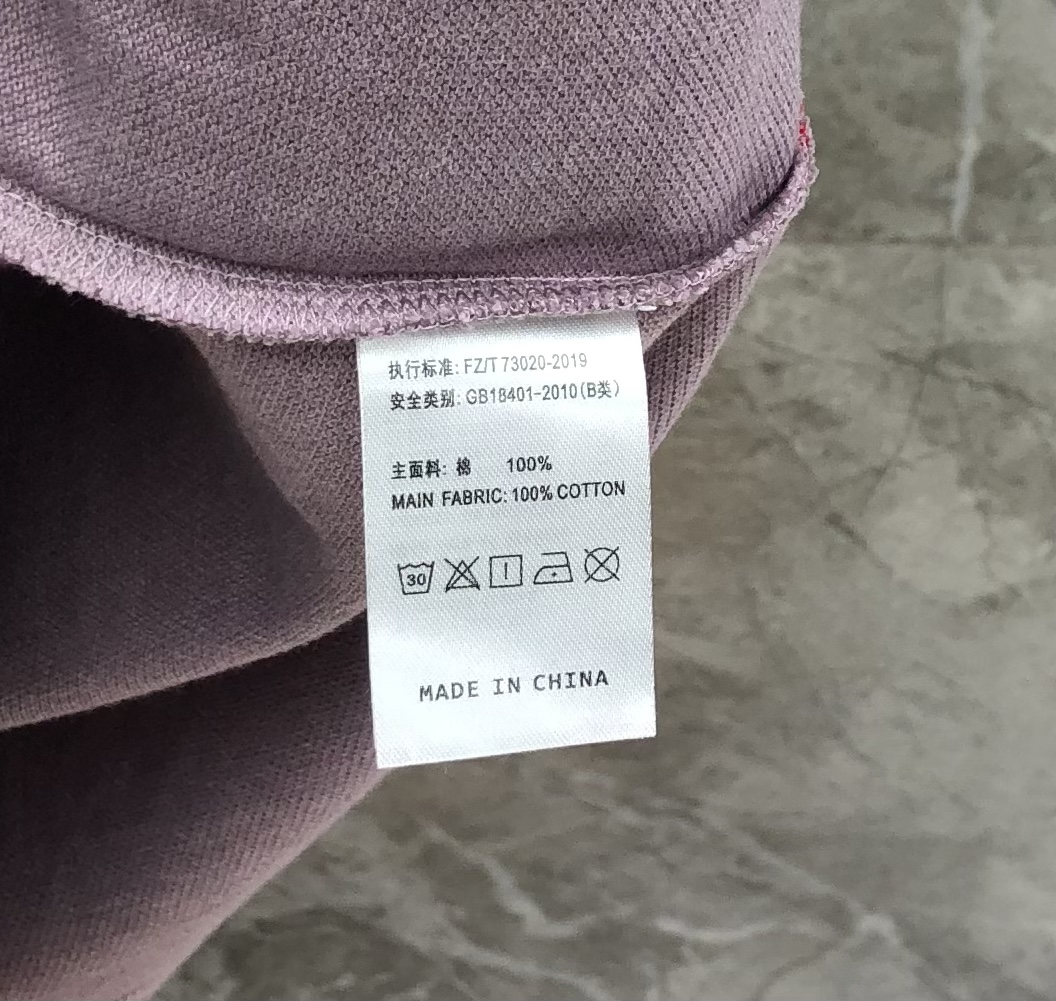 执行标准: FZ/T 73020-2019
安全类别: GB18401-2010(B类)
主面料: 棉 100%
MAIN FABRIC: 100% COTTON
30
MADE IN CHINA